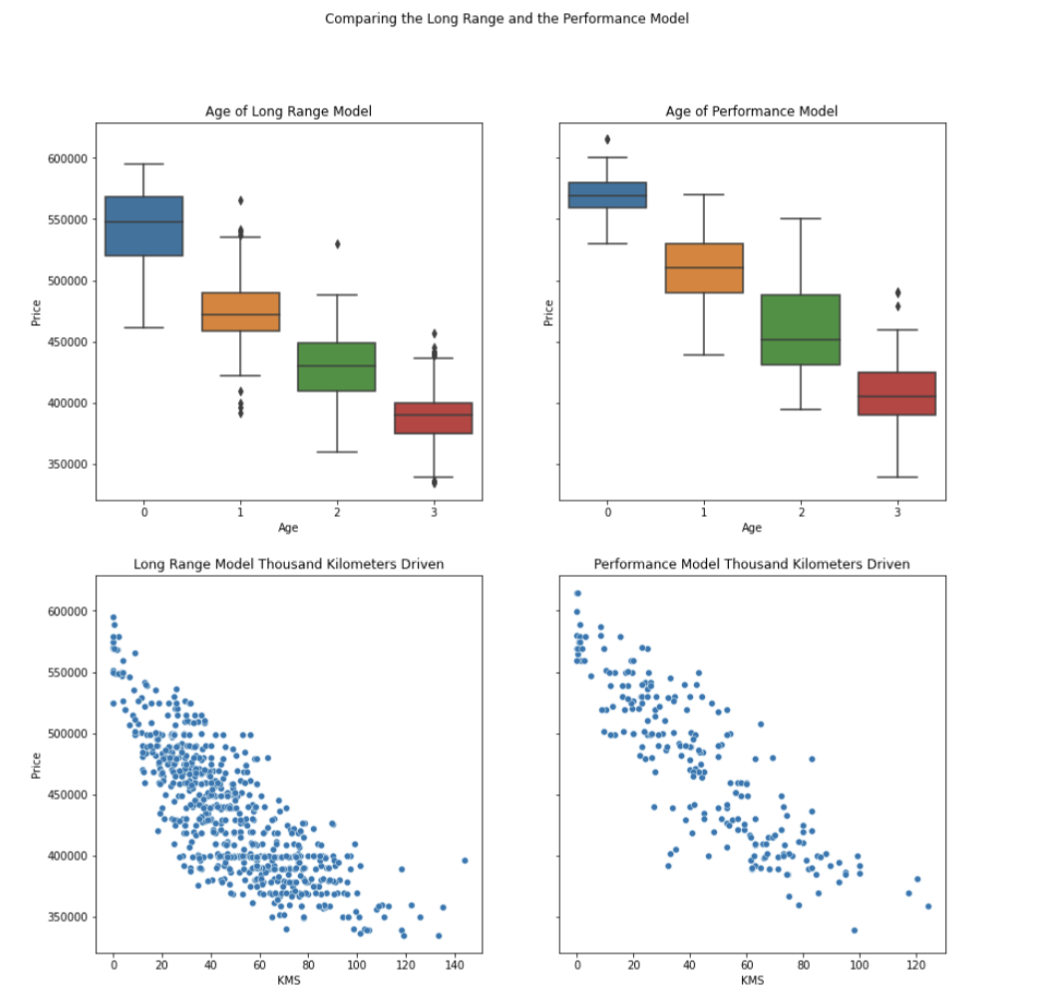 Comparing the Long Range and the Performance Model
Age of Long Range Model
600000
550000
500000
450000
400000
350000
Price
0 1 2 3
Age
Age of Performance Model
Price
0 1 2 3
Age
Long Range Model Thousand Kilometers Driven
600000
550000
500000
450000
400000
350000
Price
0 20 40 60 80 100 120 140
KMS
Performance Model Thousand Kilometers Driven
0 20 40 60 80 100 120
KMS